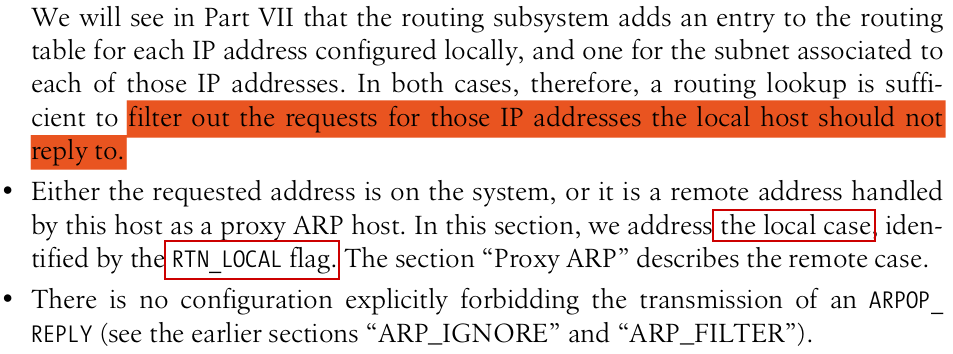 We will see in Part VII that the routing subsystem adds an entry to the routing
table for each IP address configured locally, and one for the subnet associated to
each of those IP addresses. In both cases, therefore, a routing lookup is suffi-
cient to filter out the requests for those IP addresses the local host should not
reply to.
• Either the requested address is on the system, or it is a remote address handled
by this host as a proxy ARP host. In this section, we address the local case, iden-
tified by the RTN_LOCAL flag. The section “Proxy ARP” describes the remote case.
• There is no configuration explicitly forbidding the transmission of an ARPOP_
REPLY (see the earlier sections “ARP_IGNORE” and “ARP_FILTER”).